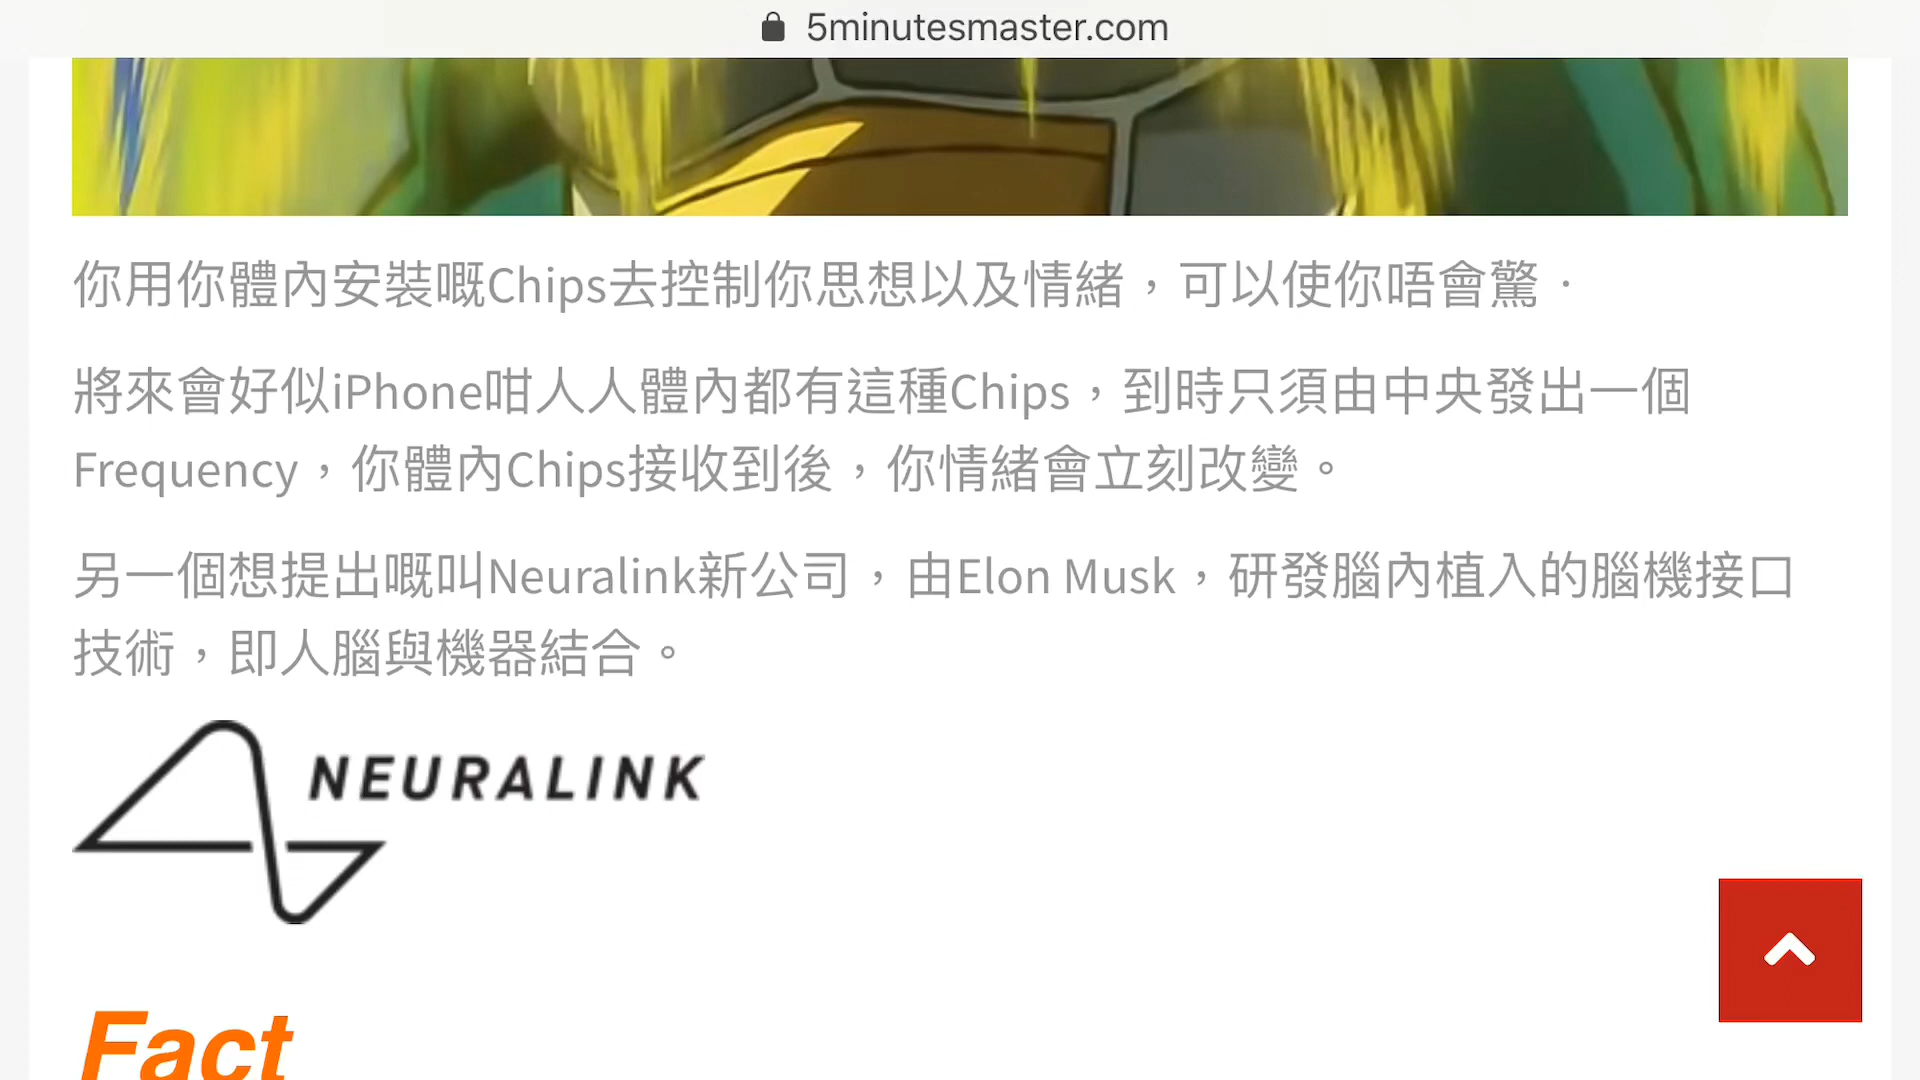 5minutesmaster.com
你用你體內安裝嘅Chips去控制你思想以及情緒，可以使你唔會驚．
將來會好似iPhone咁人人體內都有這種Chips，到時只須由中央發出一個
Frequency，你體內Chips接收到後，你情緒會立刻改變。
另一個想提出嘅叫Neuralink新公司，由Elon Musk，研發腦內植入的腦機接口
技術，即人腦與機器結合。
NEURALINK
Fact